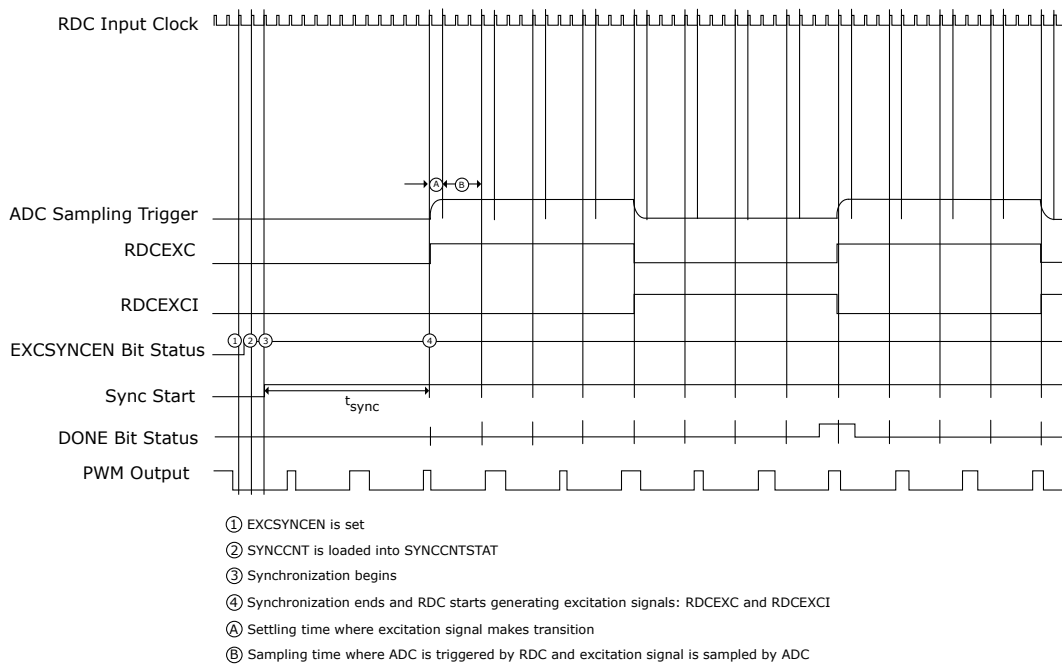 RDC Input Clock
A B
ADC Sampling Trigger
RDCEXC
RDCEXCI
1 2 3 4
EXCSYNCEN Bit Status
Sync Start
tsync
DONE Bit Status
PWM Output
1 EXCSYNCEN is set
2 SYNCCNT is loaded into SYNCCNTSTAT
3 Synchronization begins
4 Synchronization ends and RDC starts generating excitation signals: RDCEXC and RDCEXCI
A Settling time where excitation signal makes transition
B Sampling time where ADC is triggered by RDC and excitation signal is sampled by ADC